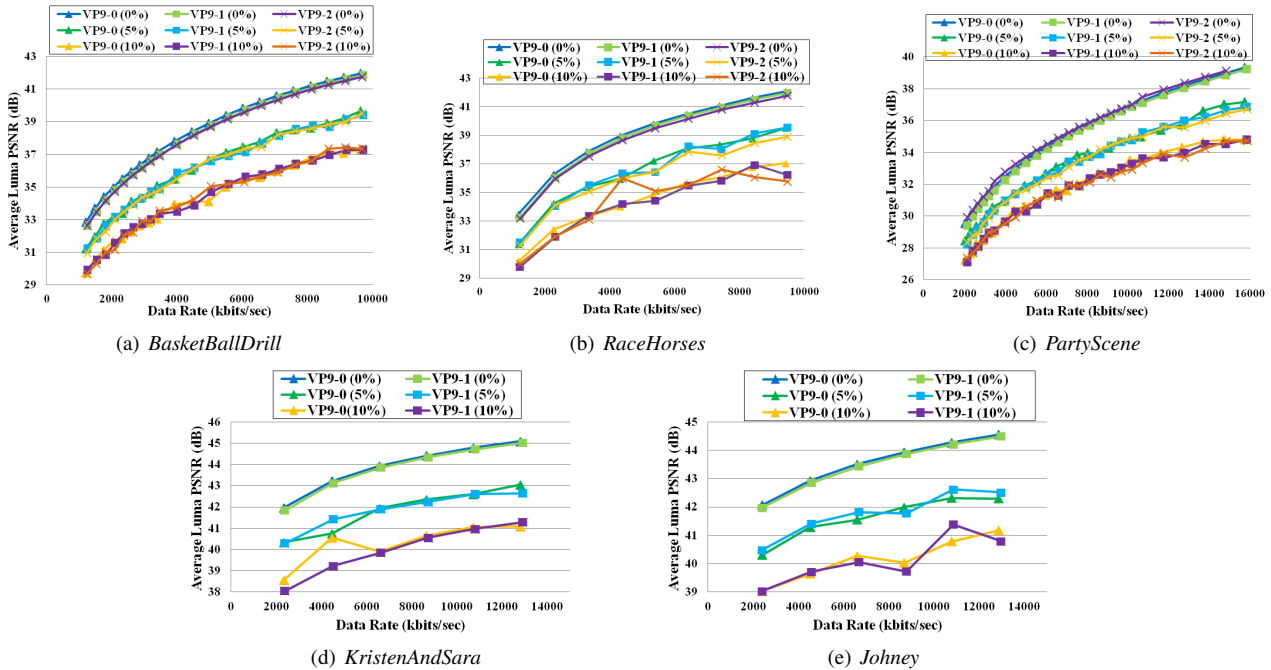 VP9-0 (0%) VP9-1 (0%) VP9-2 (0%)
VP9-0 (5%) VP9-1 (5%) VP9-2 (5%)
VP9-0 (10%) VP9-1 (10%) VP9-2 (10%)
Average Luma PSNR (dB)
43
41
39
37
35
33
31
29
0 2000 4000 6000 8000 10000
Data Rate (kbits/sec)
(a) BasketBallDrill
VP9-0 (0%) VP9-1 (0%) VP9-2 (0%)
VP9-0 (5%) VP9-1 (5%) VP9-2 (5%)
VP9-0 (10%) VP9-1 (10%) VP9-2 (10%)
Average Luma PSNR (dB)
43
41
39
37
35
33
31
29
0 2000 4000 6000 8000 10000
Data Rate (kbits/sec)
(b) RaceHorses
VP9-0 (0%) VP9-1 (0%) VP9-2 (0%)
VP9-0 (5%) VP9-1 (5%) VP9-2 (5%)
VP9-0 (10%) VP9-1 (10%) VP9-2 (10%)
Average Luma PSNR (dB)
40
38
36
34
32
30
28
26
0 2000 4000 6000 8000 10000 12000 14000 16000
Data Rate (kbits/sec)
(c) PartyScene
VP9-0 (0%) VP9-1 (0%)
VP9-0 (5%) VP9-1 (5%)
VP9-0(10%) VP9-1 (10%)
Average Luma PSNR (dB)
46
45
44
43
42
41
40
39
38
0 2000 4000 6000 8000 10000 12000 14000
Data Rate (kbits/sec)
(d) KristenAndSara
VP9-0 (0%) VP9-1 (0%)
VP9-0 (5%) VP9-1 (5%)
VP9-0 (10%) VP9-1 (10%)
Average Luma PSNR (dB)
45
44
43
42
41
40
39
0 2000 4000 6000 8000 10000 12000 14000
Data Rate (kbits/sec)
(e) Johney